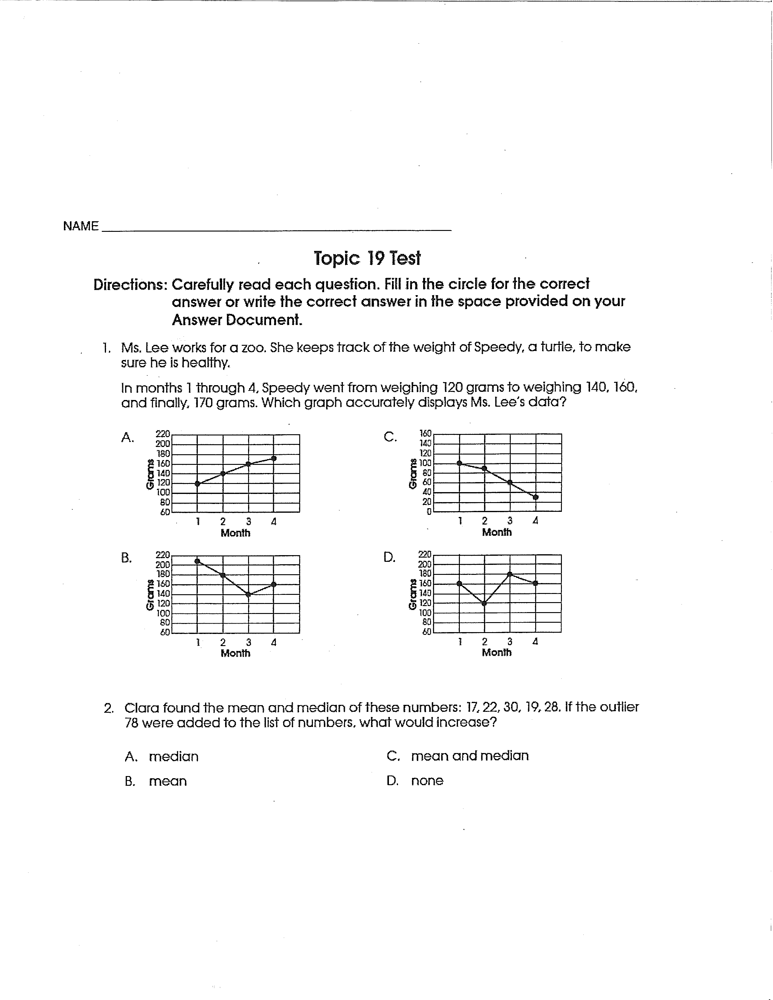 NAME
Topic 19 Test
Directions: Carefully read each question. Fill in the circle for the correct
answer or write the correct answer in the space provided on your
Answer Document.
1. Ms. Lee works for a zoo. She keeps track of the weight of Speedy, a turtle, to make
sure he is healthy.
In months 1 through 4, Speedy went from weighing 120 grams to weighing 140, 160,
and finally, 170 grams. Which graph accurately displays Ms. Lee's data?
A.
220
200
180
160
140
120
100
80
60
Grams
1 2 3 4
Month
C.
160
140
120
100
80
60
40
20
0
Grams
1 2 3 4
Month
B.
220
200
180
160
140
120
100
80
60
Grams
1 2 3 4
Month
D.
220
200
180
160
140
120
100
80
60
Grams
1 2 3 4
Month
2. Clara found the mean and median of these numbers: 17, 22, 30, 19, 28. If the outlier
78 were added to the list of numbers, what would increase?
A. median
C. mean and median
B. mean
D. none